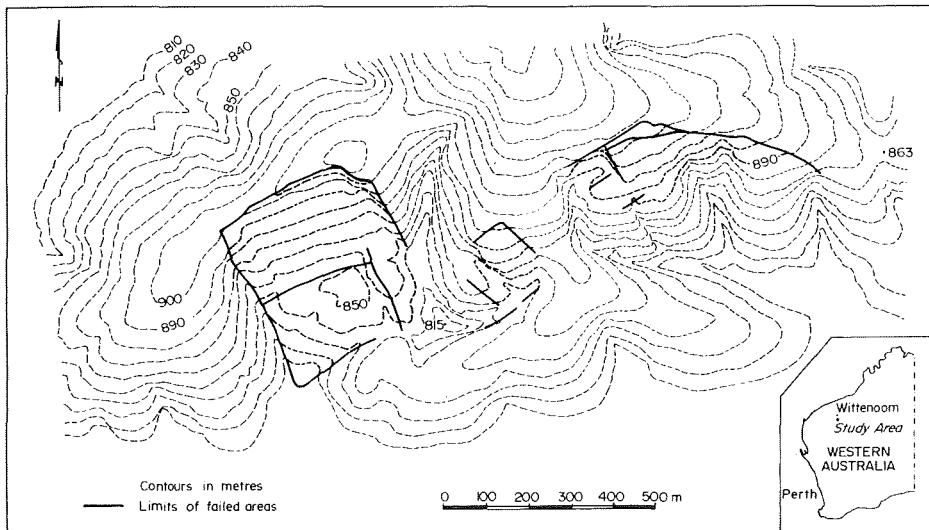 810
820
830
840
850
N
890
863
900
890
850
815
Wittenoom
Study Area
WESTERN
AUSTRALIA
Perth
Contours in metres
Limits of failed areas
0 100 200 300 400 500 m